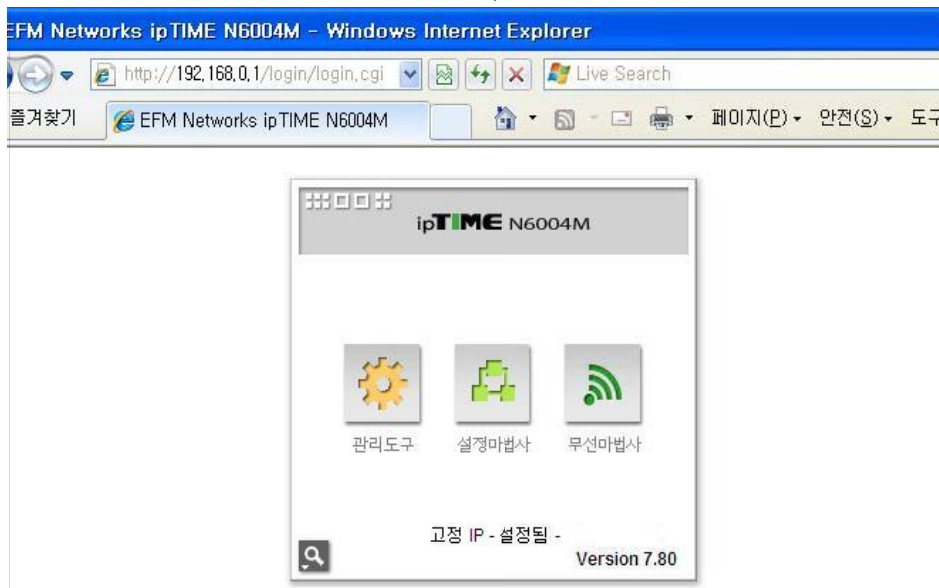 EFM Networks ipTIME N6004M - Windows Internet Explorer
http://192.168.0.1/login/login.cgi Live Search
즐겨찾기 EFM Networks ipTIME N6004M 페이지(P) 안전(S)
ipTIME N6004M
관리도구 설정마법사 무선마법사
고정 IP - 설정됨 -
Version 7.80